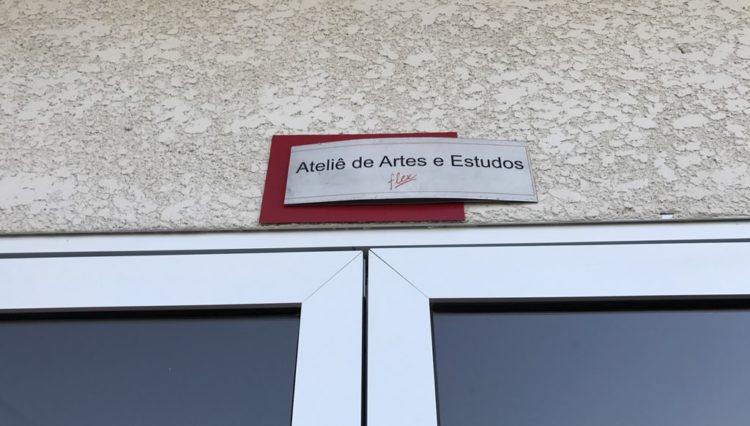 Ateliê de Artes e Estudos
flex